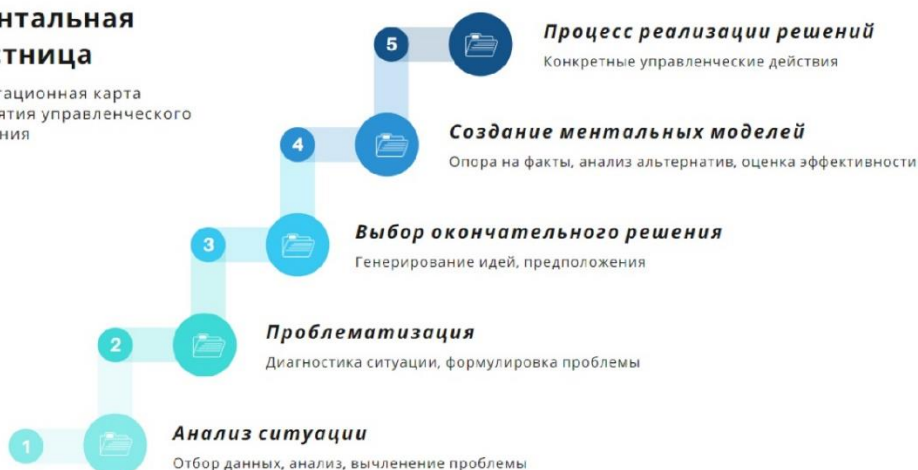 нтальная
стница
тационная карта
ятия управленческого
ния
5
Процесс реализации решений
Конкретные управленческие действия
4
Создание ментальных моделей
Опора на факты, анализ альтернатив, оценка эффективности
3
Выбор окончательного решения
Генерирование идей, предположения
2
Проблематизация
Диагностика ситуации, формулировка проблемы
1
Анализ ситуации
Отбор данных, анализ, вычленение проблемы